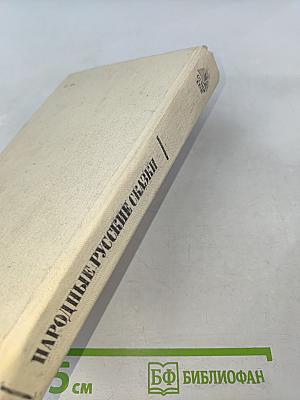 НАРОДНЫЕ РУССКИЕ СКАЗКИ
5 см
БФ БИБЛИОФАН